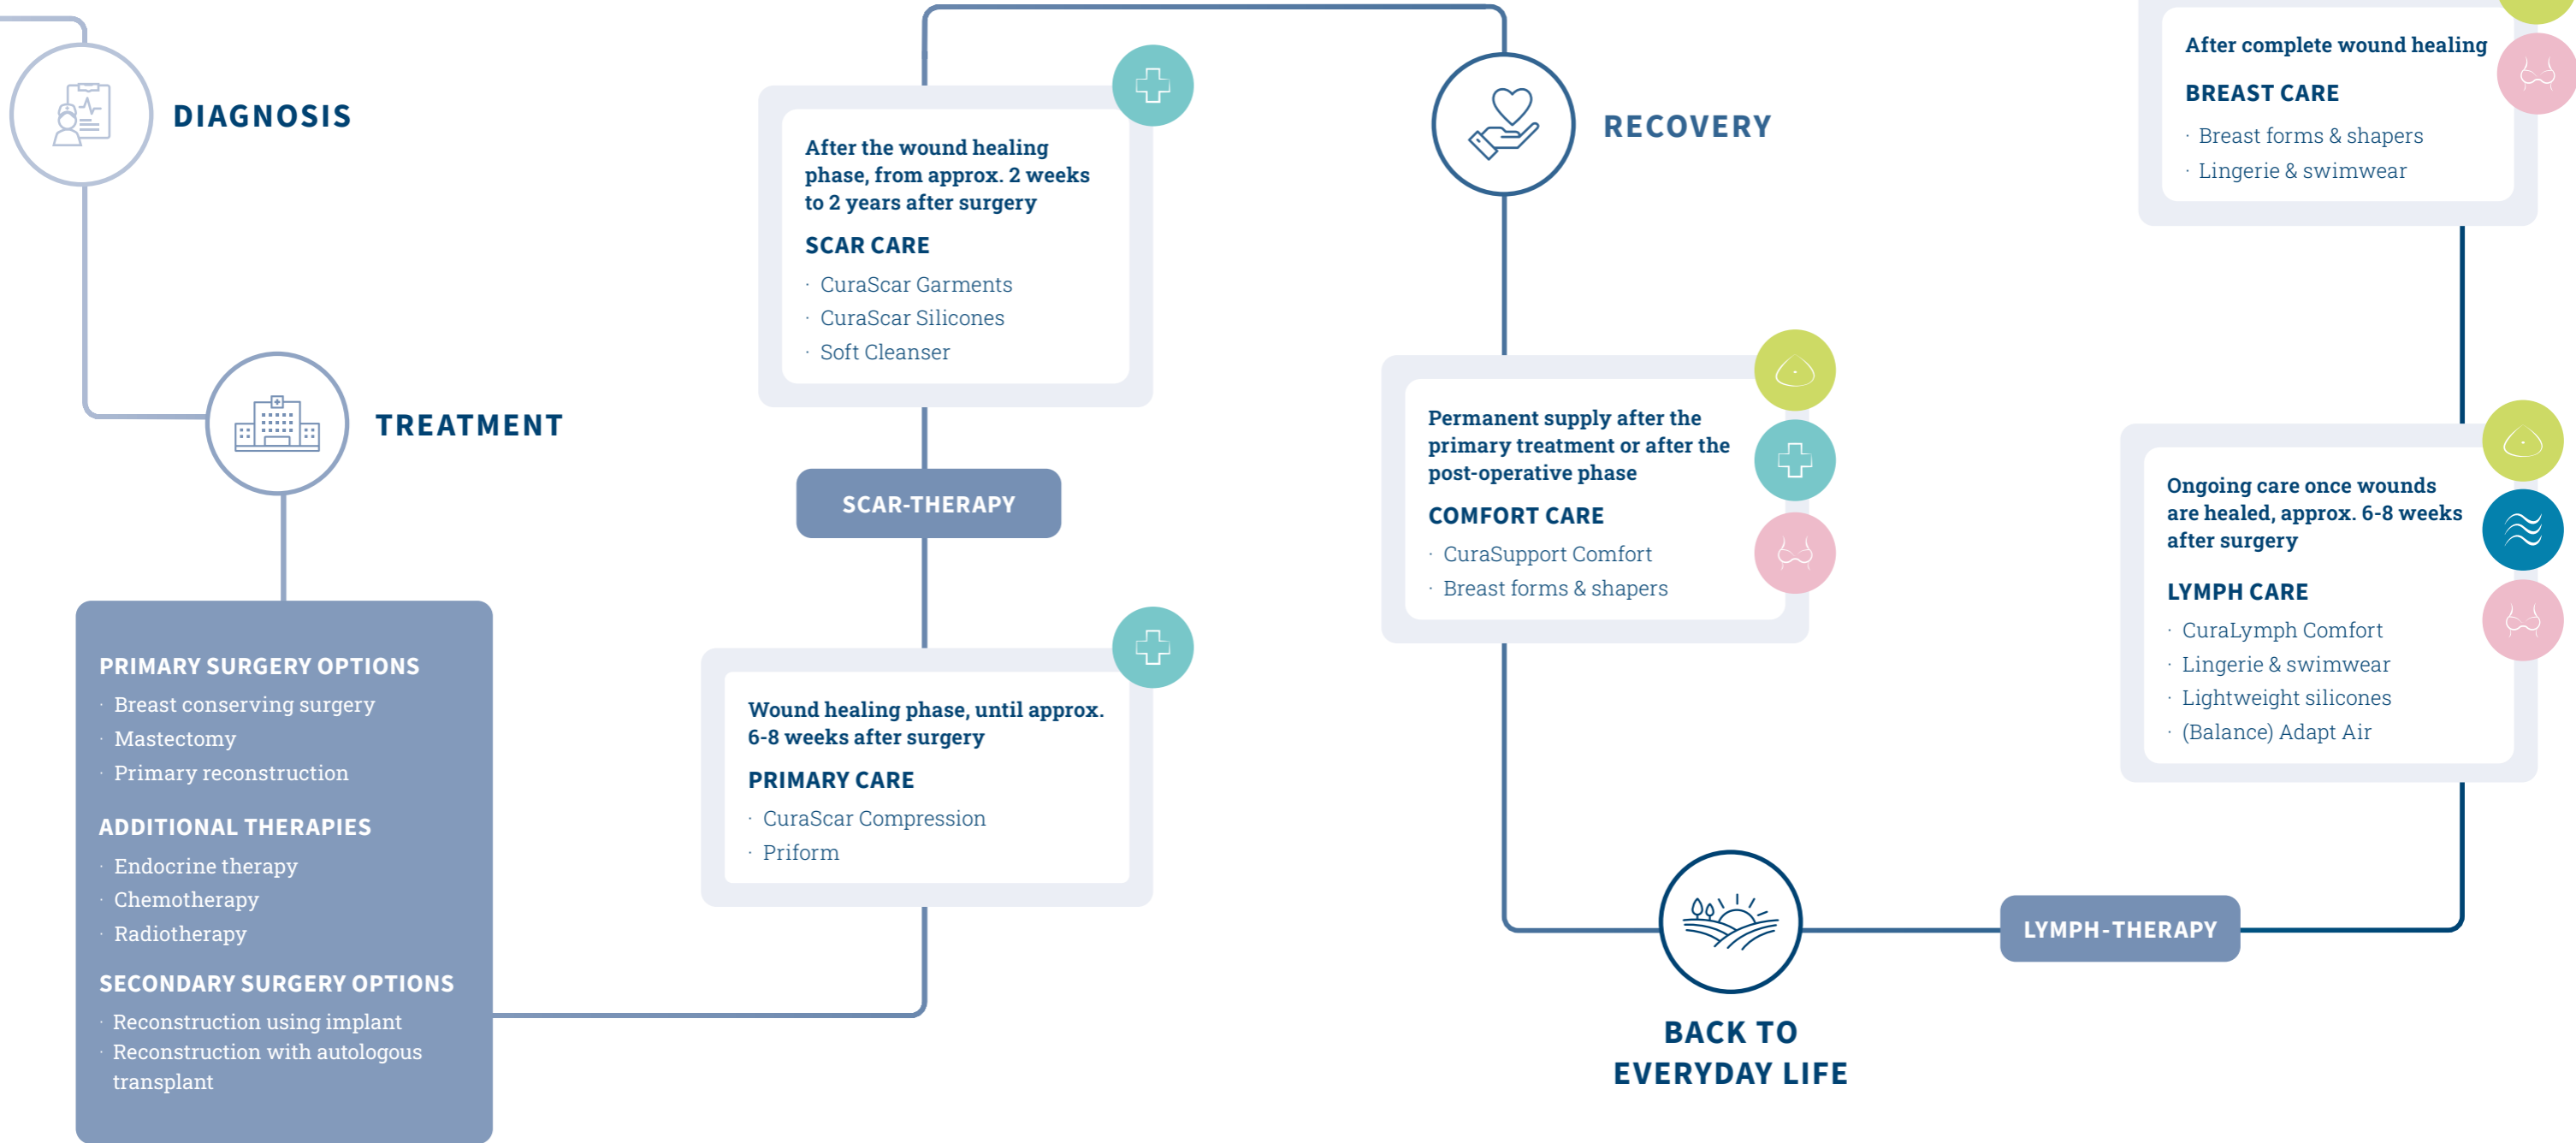 DIAGNOSIS
TREATMENT
PRIMARY SURGERY OPTIONS
· Breast conserving surgery
· Mastectomy
· Primary reconstruction
ADDITIONAL THERAPIES
· Endocrine therapy
· Chemotherapy
· Radiotherapy
SECONDARY SURGERY OPTIONS
· Reconstruction using implant
· Reconstruction with autologous
transplant
After the wound healing
phase, from approx. 2 weeks
to 2 years after surgery
SCAR CARE
· CuraScar Garments
· CuraScar Silicones
· Soft Cleanser
SCAR-THERAPY
Wound healing phase, until approx.
6-8 weeks after surgery
PRIMARY CARE
· CuraScar Compression
· Priform
RECOVERY
Permanent supply after the
primary treatment or after the
post-operative phase
COMFORT CARE
· CuraSupport Comfort
· Breast forms & shapers
BACK TO
EVERYDAY LIFE
LYMPH-THERAPY
After complete wound healing
BREAST CARE
· Breast forms & shapers
· Lingerie & swimwear
Ongoing care once wounds
are healed, approx. 6-8 weeks
after surgery
LYMPH CARE
· CuraLymph Comfort
· Lingerie & swimwear
· Lightweight silicones
· (Balance) Adapt Air